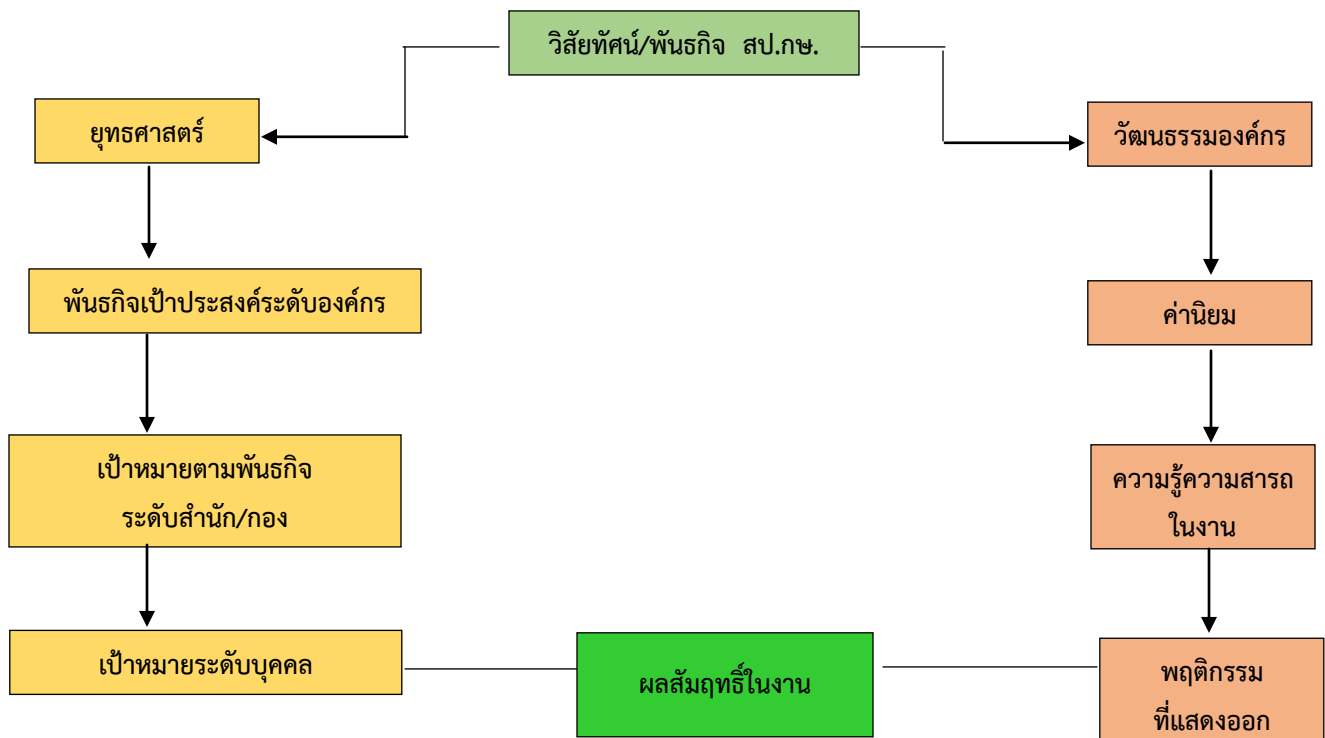 วิสัยทัศน์/พันธกิจ สป.กษ.
ยุทธศาสตร์
วัฒนธรรมองค์กร
พันธกิจเป้าประสงค์ระดับองค์กร
ค่านิยม
เป้าหมายตามพันธกิจ
ระดับสำนัก/กอง
ความรู้ความสารถ
ในงาน
เป้าหมายระดับบุคคล
ผลสัมฤทธิ์ในงาน
พฤติกรรม
ที่แสดงออก